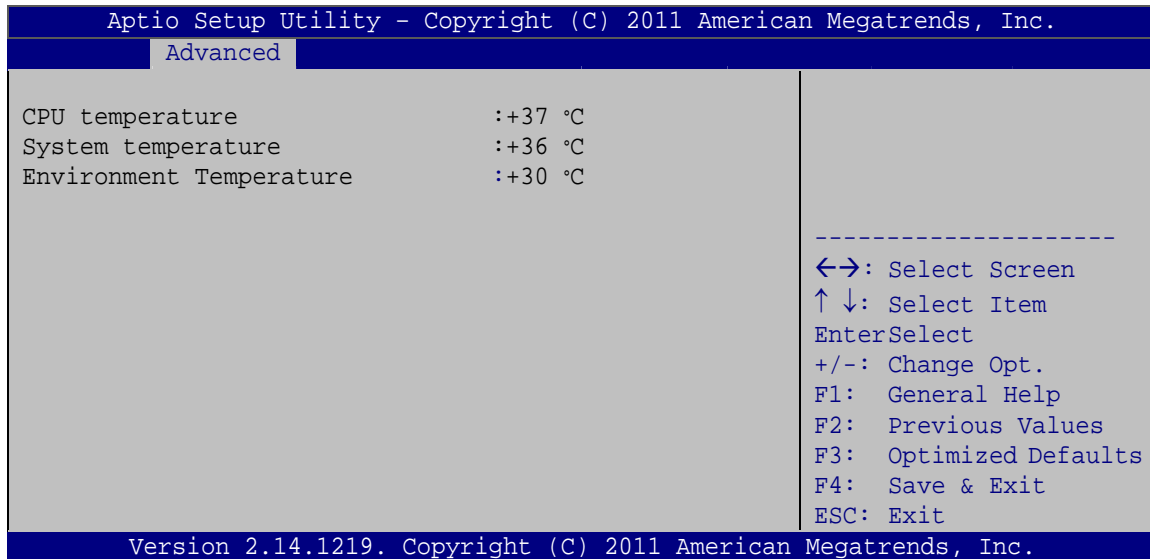 Aptio Setup Utility – Copyright (C) 2011 American Megatrends, Inc.
Advanced
CPU temperature :+37 °C
System temperature :+36 °C
Environment Temperature :+30 °C
----------------------
←→: Select Screen
↑ ↓: Select Item
EnterSelect
+/-: Change Opt.
F1: General Help
F2: Previous Values
F3: Optimized Defaults
F4: Save & Exit
ESC: Exit
Version 2.14.1219. Copyright (C) 2011 American Megatrends, Inc.